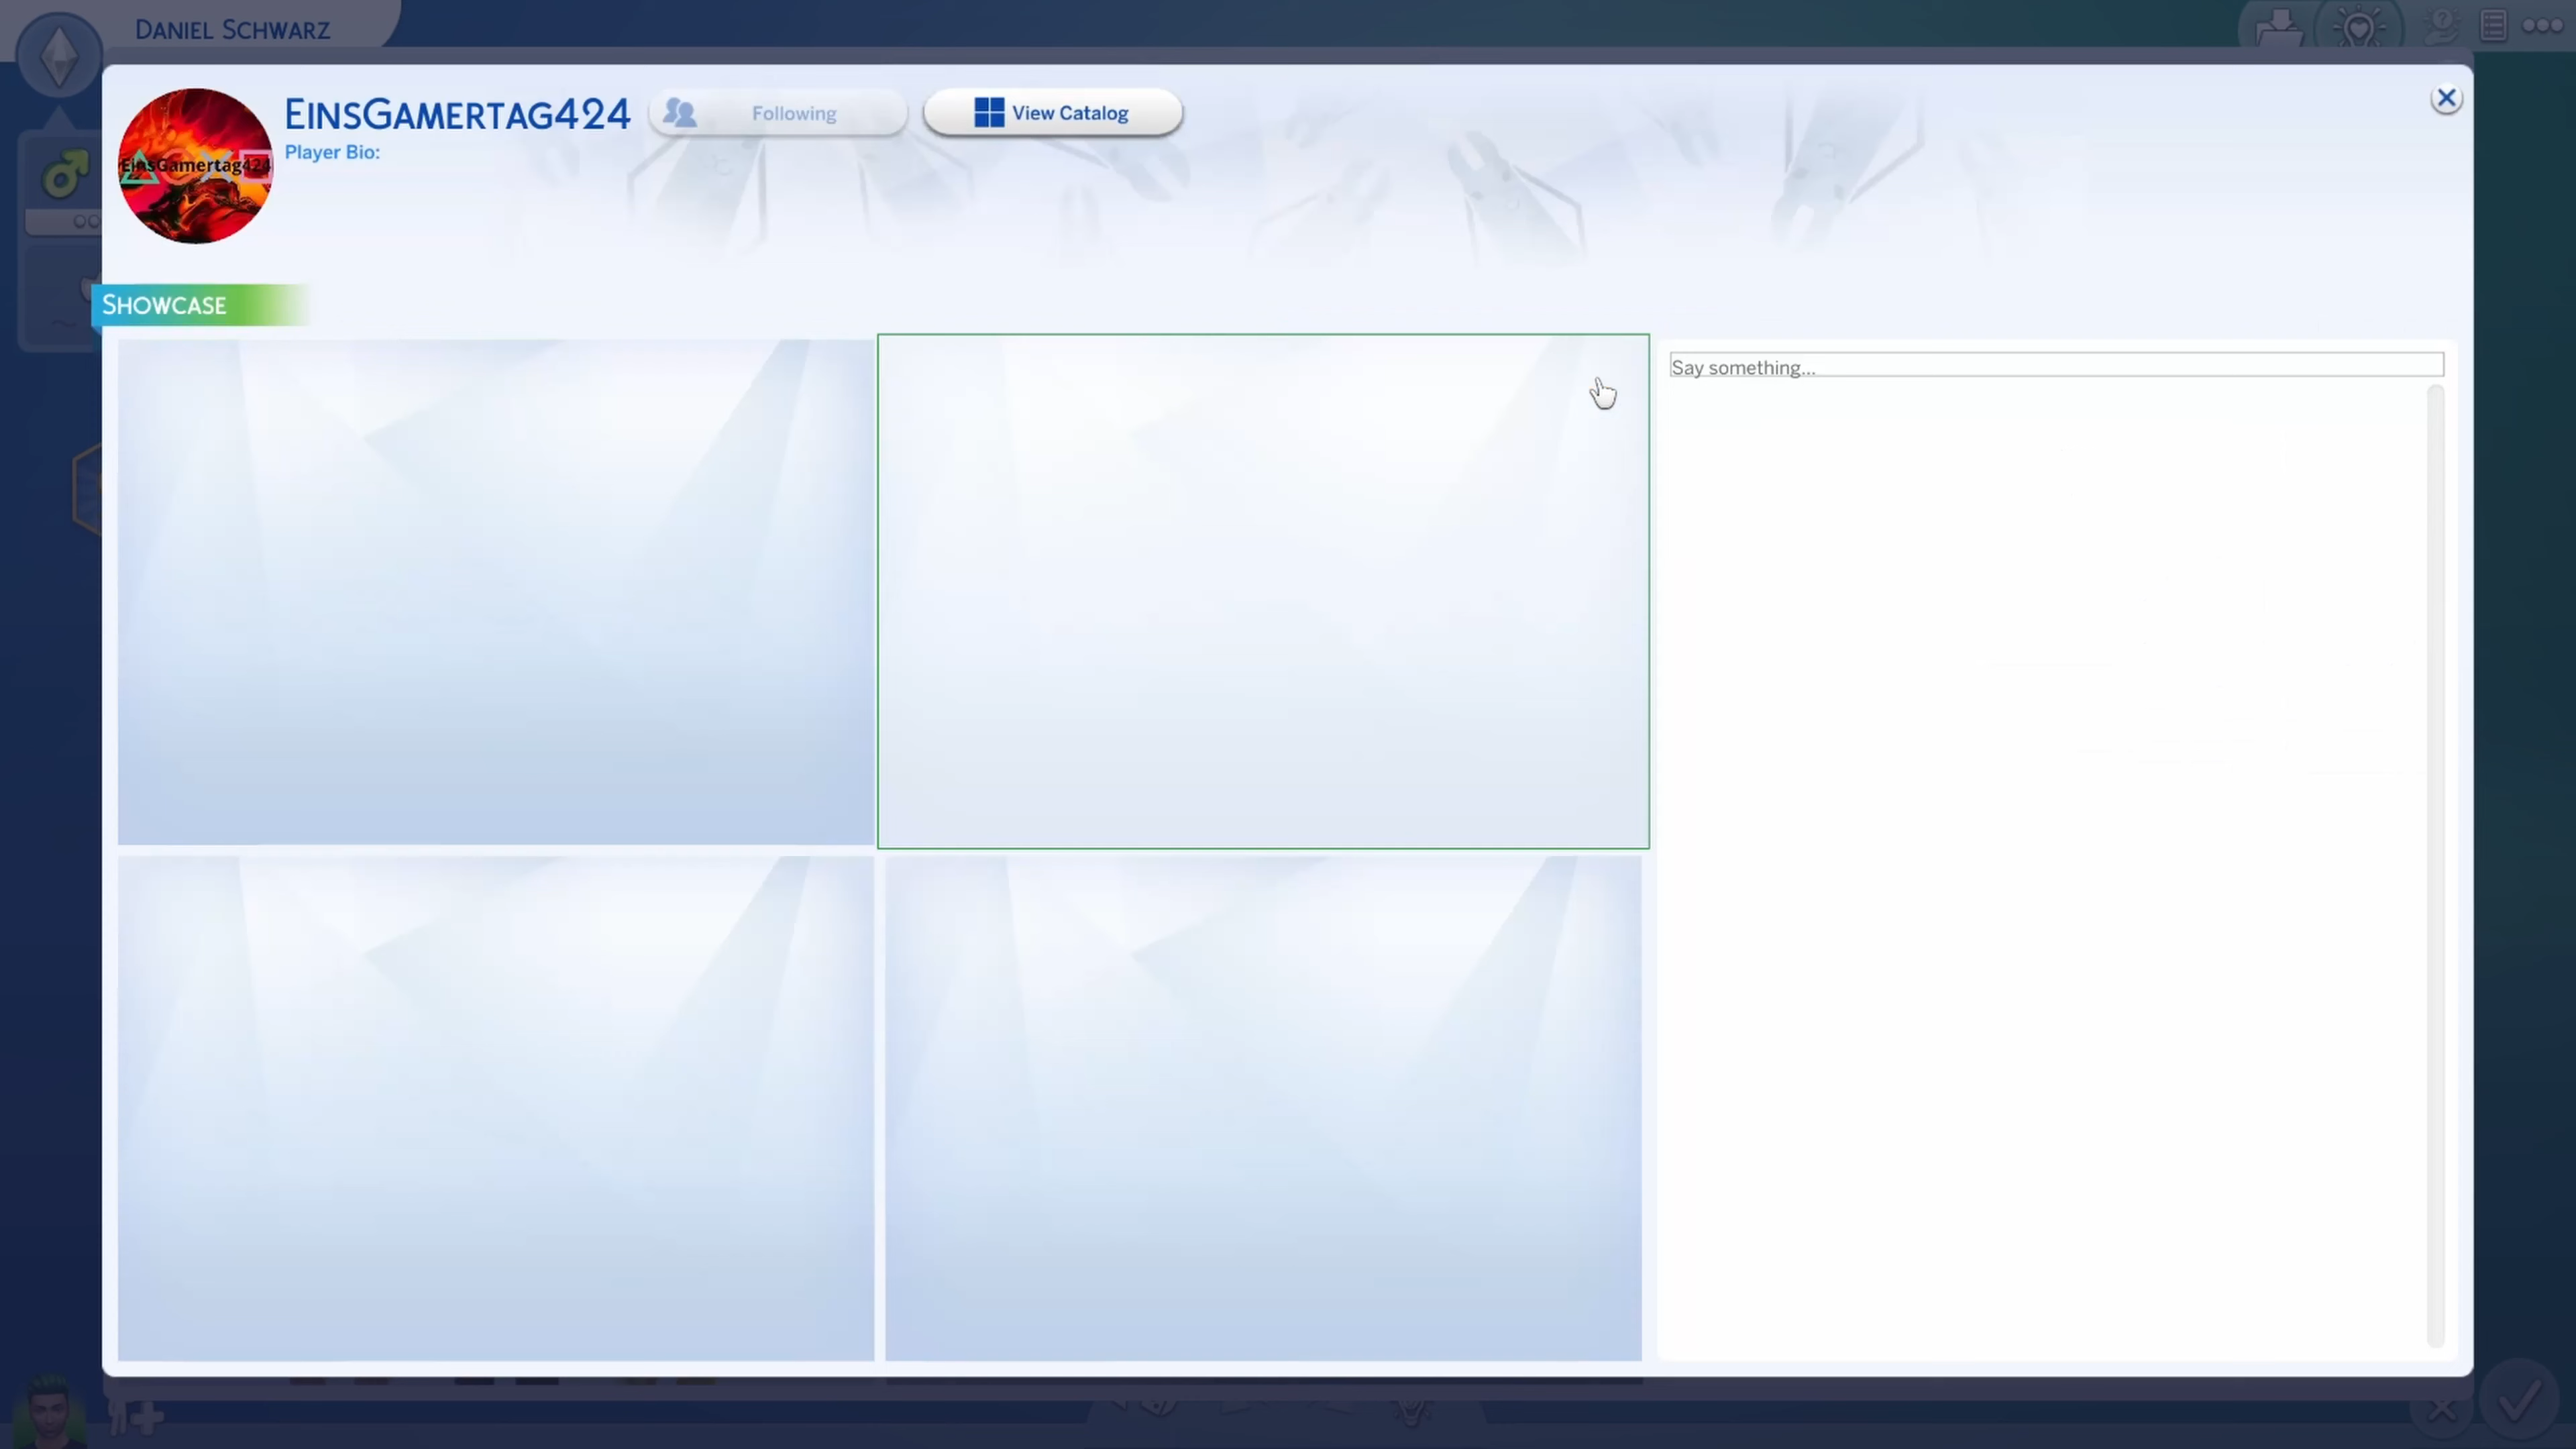 DANIEL SCHWARZ
EINSGAMERTAG424
Following
View Catalog
Player Bio:
EinsGamertag424
SHOWCASE
Say something...